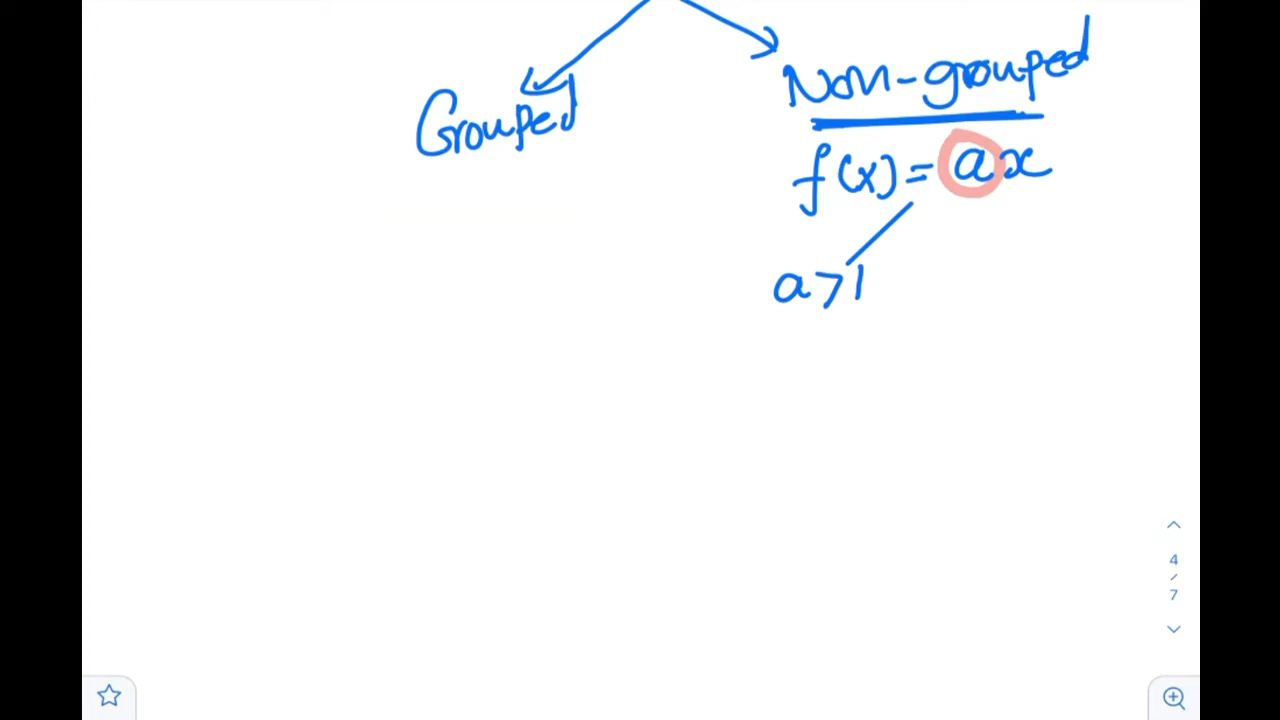 Grouped
Non-grouped
f(x) = ax
a>1
4
/
7